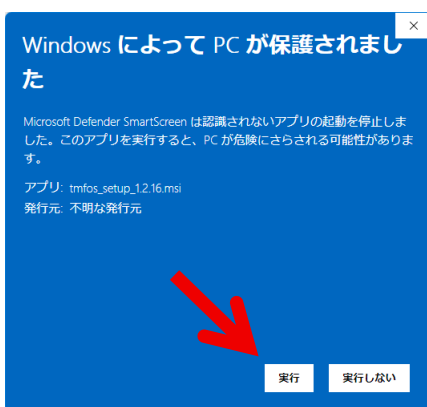 Windows によって PC が保護されまし
た
Microsoft Defender SmartScreen は認識されないアプリの起動を停止しま
した。このアプリを実行すると、PC が危険にさらされる可能性がありま
す。
アプリ: tmfos_setup_1.2.16.msi
発行元: 不明な発行元
実行 実行しない